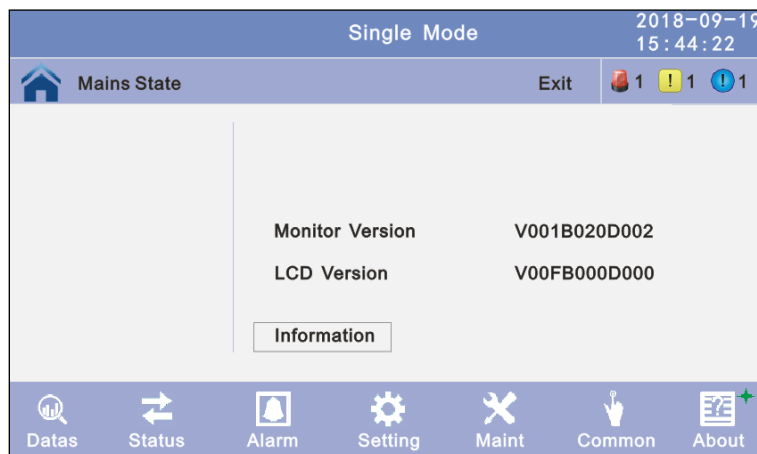 Single Mode
2018-09-19
15:44:22
Mains State
Exit
1
! 1
! 1
Monitor Version V001B020D002
LCD Version V00FB000D000
Information
Datas Status Alarm Setting Maint Common About